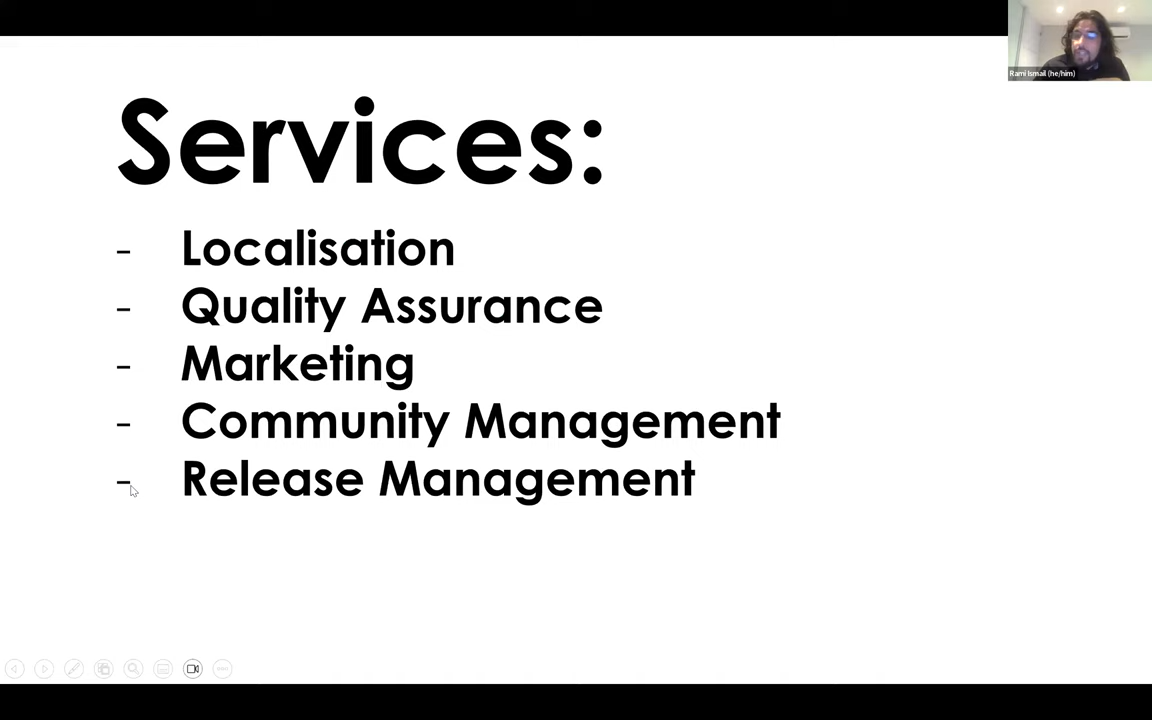 Rami Ismail (he/him)
Services:
- Localisation
- Quality Assurance
- Marketing
- Community Management
- Release Management